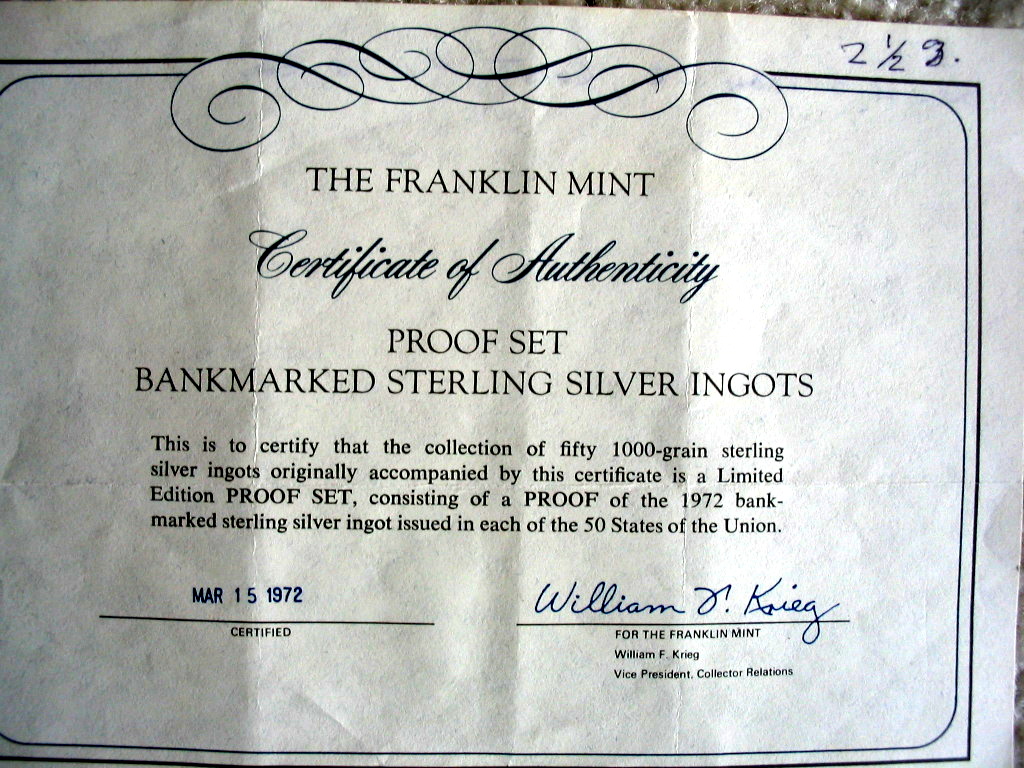 2 ½ 3.
THE FRANKLIN MINT
Certificate of Authenticity
PROOF SET
BANKMARKED STERLING SILVER INGOTS
This is to certify that the collection of fifty 1000-grain sterling
silver ingots originally accompanied by this certificate is a Limited
Edition PROOF SET, consisting of a PROOF of the 1972 bank-
marked sterling silver ingot issued in each of the 50 States of the Union.
MAR 15 1972
CERTIFIED
William F. Krieg
FOR THE FRANKLIN MINT
William F. Krieg
Vice President, Collector Relations